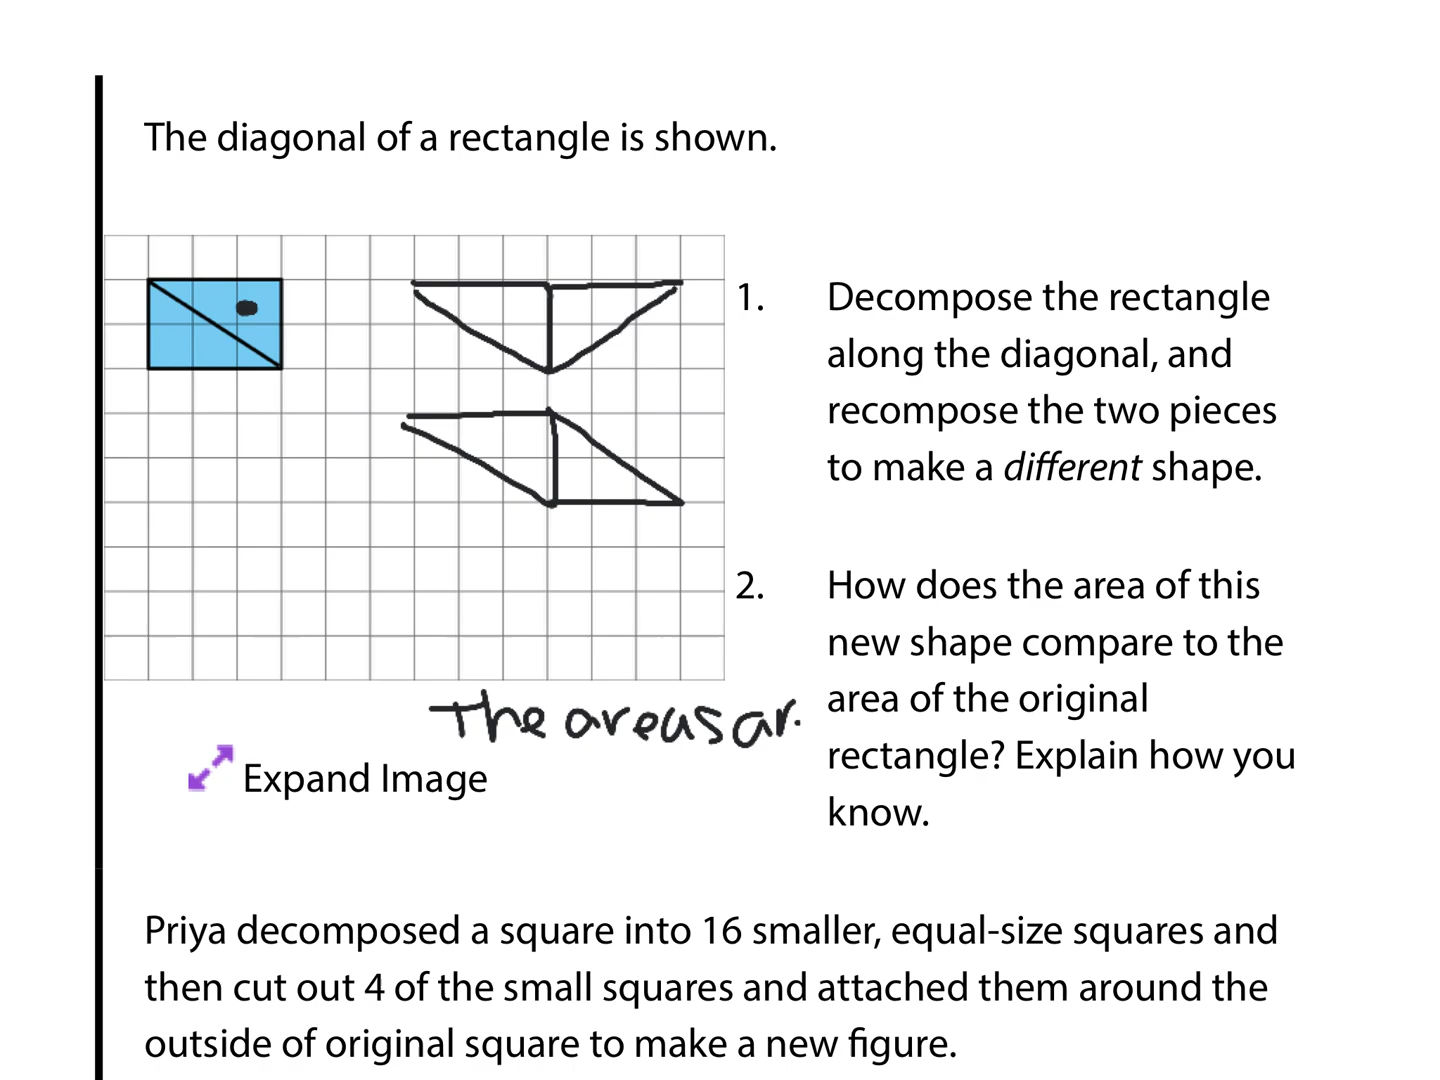 The diagonal of a rectangle is shown.
1. Decompose the rectangle
along the diagonal, and
recompose the two pieces
to make a different shape.
2. How does the area of this
new shape compare to the
area of the original
rectangle? Explain how you
know.
The areas ar.
Expand Image
Priya decomposed a square into 16 smaller, equal-size squares and
then cut out 4 of the small squares and attached them around the
outside of original square to make a new figure.